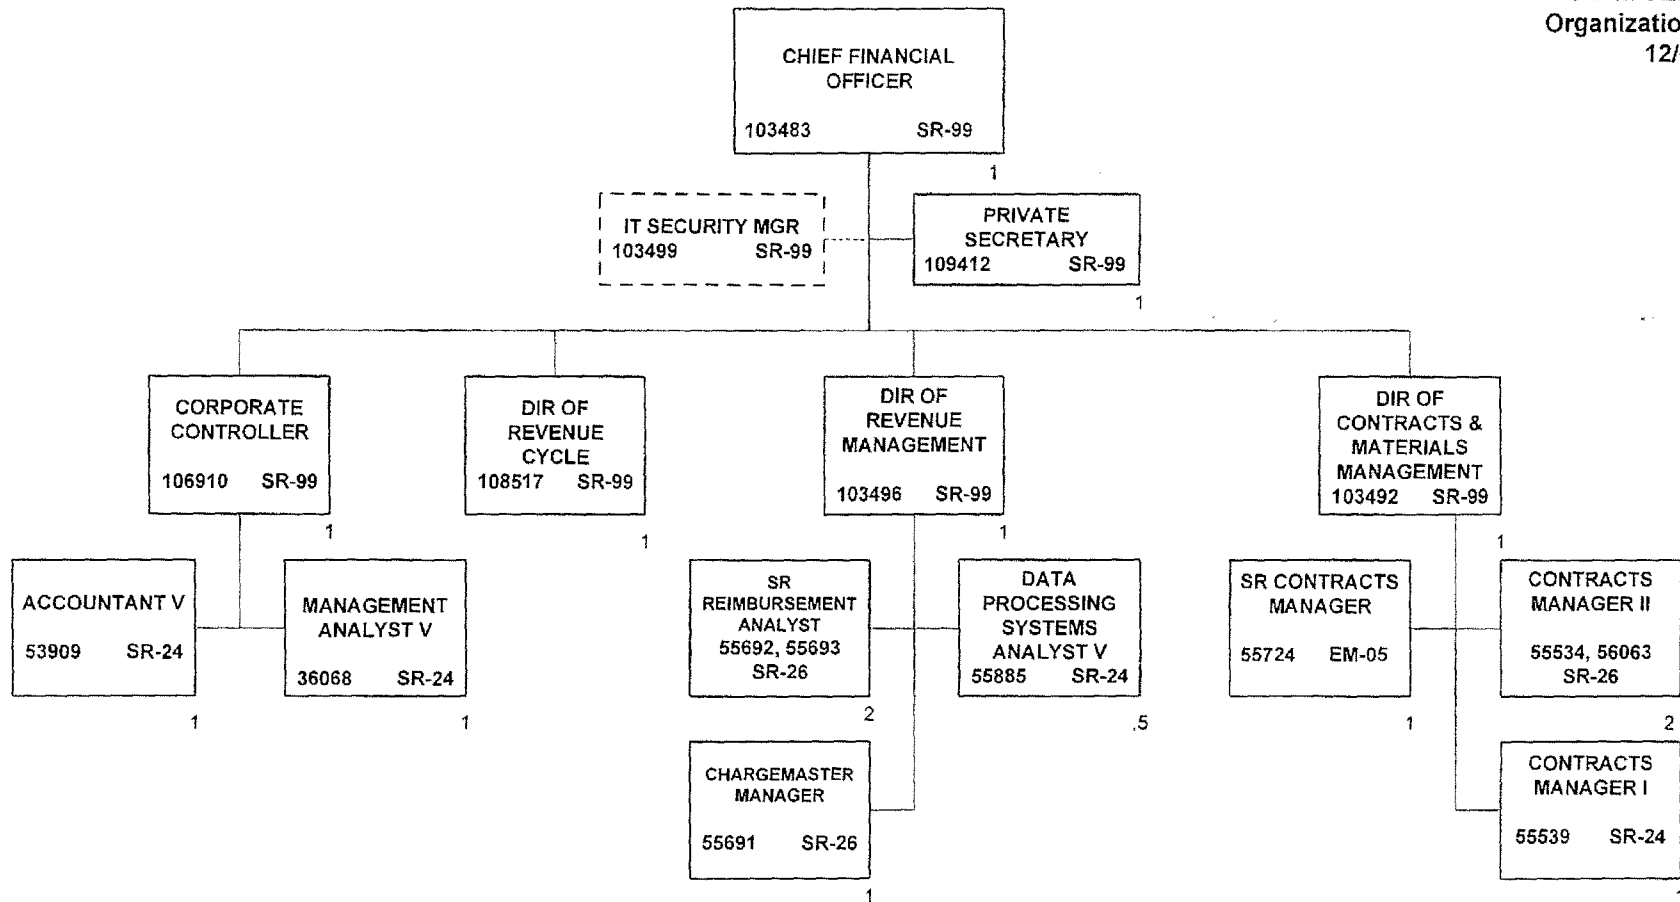 Organizatio
12/
CHIEF FINANCIAL
OFFICER
103483 SR-99
1
IT SECURITY MGR
103499 SR-99
PRIVATE
SECRETARY
109412 SR-99
1
CORPORATE
CONTROLLER
106910 SR-99
1
DIR OF
REVENUE
CYCLE
108517 SR-99
1
DIR OF
REVENUE
MANAGEMENT
103496 SR-99
1
DIR OF
CONTRACTS &
MATERIALS
MANAGEMENT
103492 SR-99
1
ACCOUNTANT V
53909 SR-24
1
MANAGEMENT
ANALYST V
36068 SR-24
1
SR
REIMBURSEMENT
ANALYST
55692, 55693
SR-26
2
DATA
PROCESSING
SYSTEMS
ANALYST V
55885 SR-24
.5
SR CONTRACTS
MANAGER
55724 EM-05
1
CONTRACTS
MANAGER II
55534, 56063
SR-26
2
CHARGEMASTER
MANAGER
55691 SR-26
1
CONTRACTS
MANAGER I
55539 SR-24
1